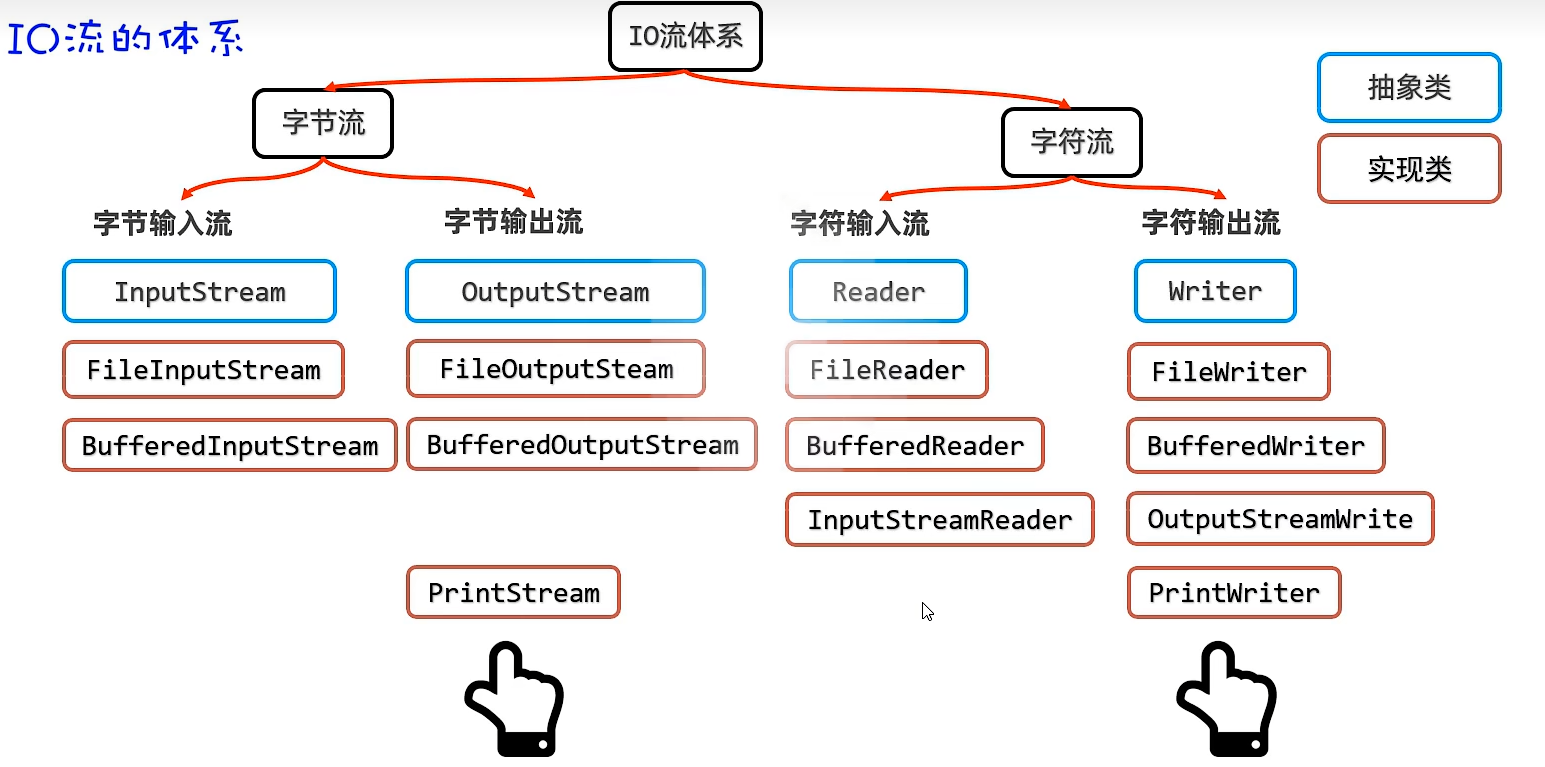 IO流的体系
IO流体系
抽象类
实现类
字节流
字符流
字节输入流
字节输出流
字符输入流
字符输出流
InputStream
OutputStream
Reader
Writer
FileInputStream
FileOutputSteam
FileReader
FileWriter
BufferedInputStream
BufferedOutputStream
BufferedReader
BufferedWriter
InputStreamReader
OutputStreamWrite
PrintStream
PrintWriter